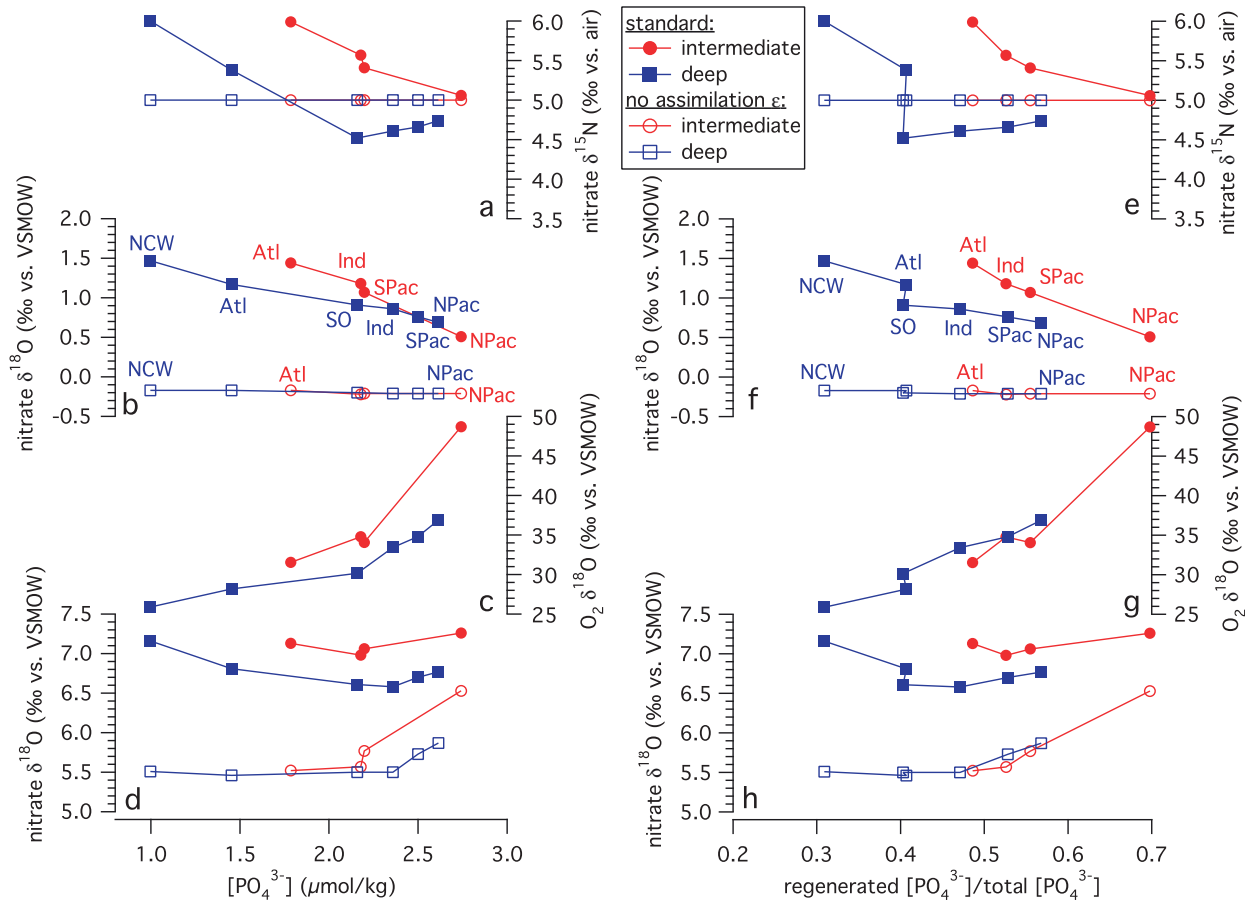 6.0
5.5
5.0
4.5
4.0
3.5
nitrate δ¹⁵N (‰ vs. air)
a
standard:
intermediate
deep
no assimilation ε:
intermediate
deep
6.0
5.5
5.0
4.5
4.0
3.5
nitrate δ¹⁵N (‰ vs. air)
e
nitrate δ¹⁸O (‰ vs. VSMOW)
2.0
1.5
1.0
0.5
0.0
-0.5
NCW
Atl
Ind
SPac
NPac
Atl
SO
Ind
SPac
NPac
NCW
Atl
NPac
NPac
b
nitrate δ¹⁸O (‰ vs. VSMOW)
2.0
1.5
1.0
0.5
0.0
-0.5
NCW
Atl
SO
Atl
Ind
Ind
SPac
SPac
NPac
NPac
NCW
Atl
NPac
NPac
f
50
45
40
35
30
25
O₂ δ¹⁸O (‰ vs. VSMOW)
c
50
45
40
35
30
25
O₂ δ¹⁸O (‰ vs. VSMOW)
g
nitrate δ¹⁸O (‰ vs. VSMOW)
7.5
7.0
6.5
6.0
5.5
5.0
d
nitrate δ¹⁸O (‰ vs. VSMOW)
7.5
7.0
6.5
6.0
5.5
5.0
h
1.0 1.5 2.0 2.5 3.0
[PO₄³⁻] (µmol/kg)
0.2 0.3 0.4 0.5 0.6 0.7
regenerated [PO₄³⁻]/total [PO₄³⁻]